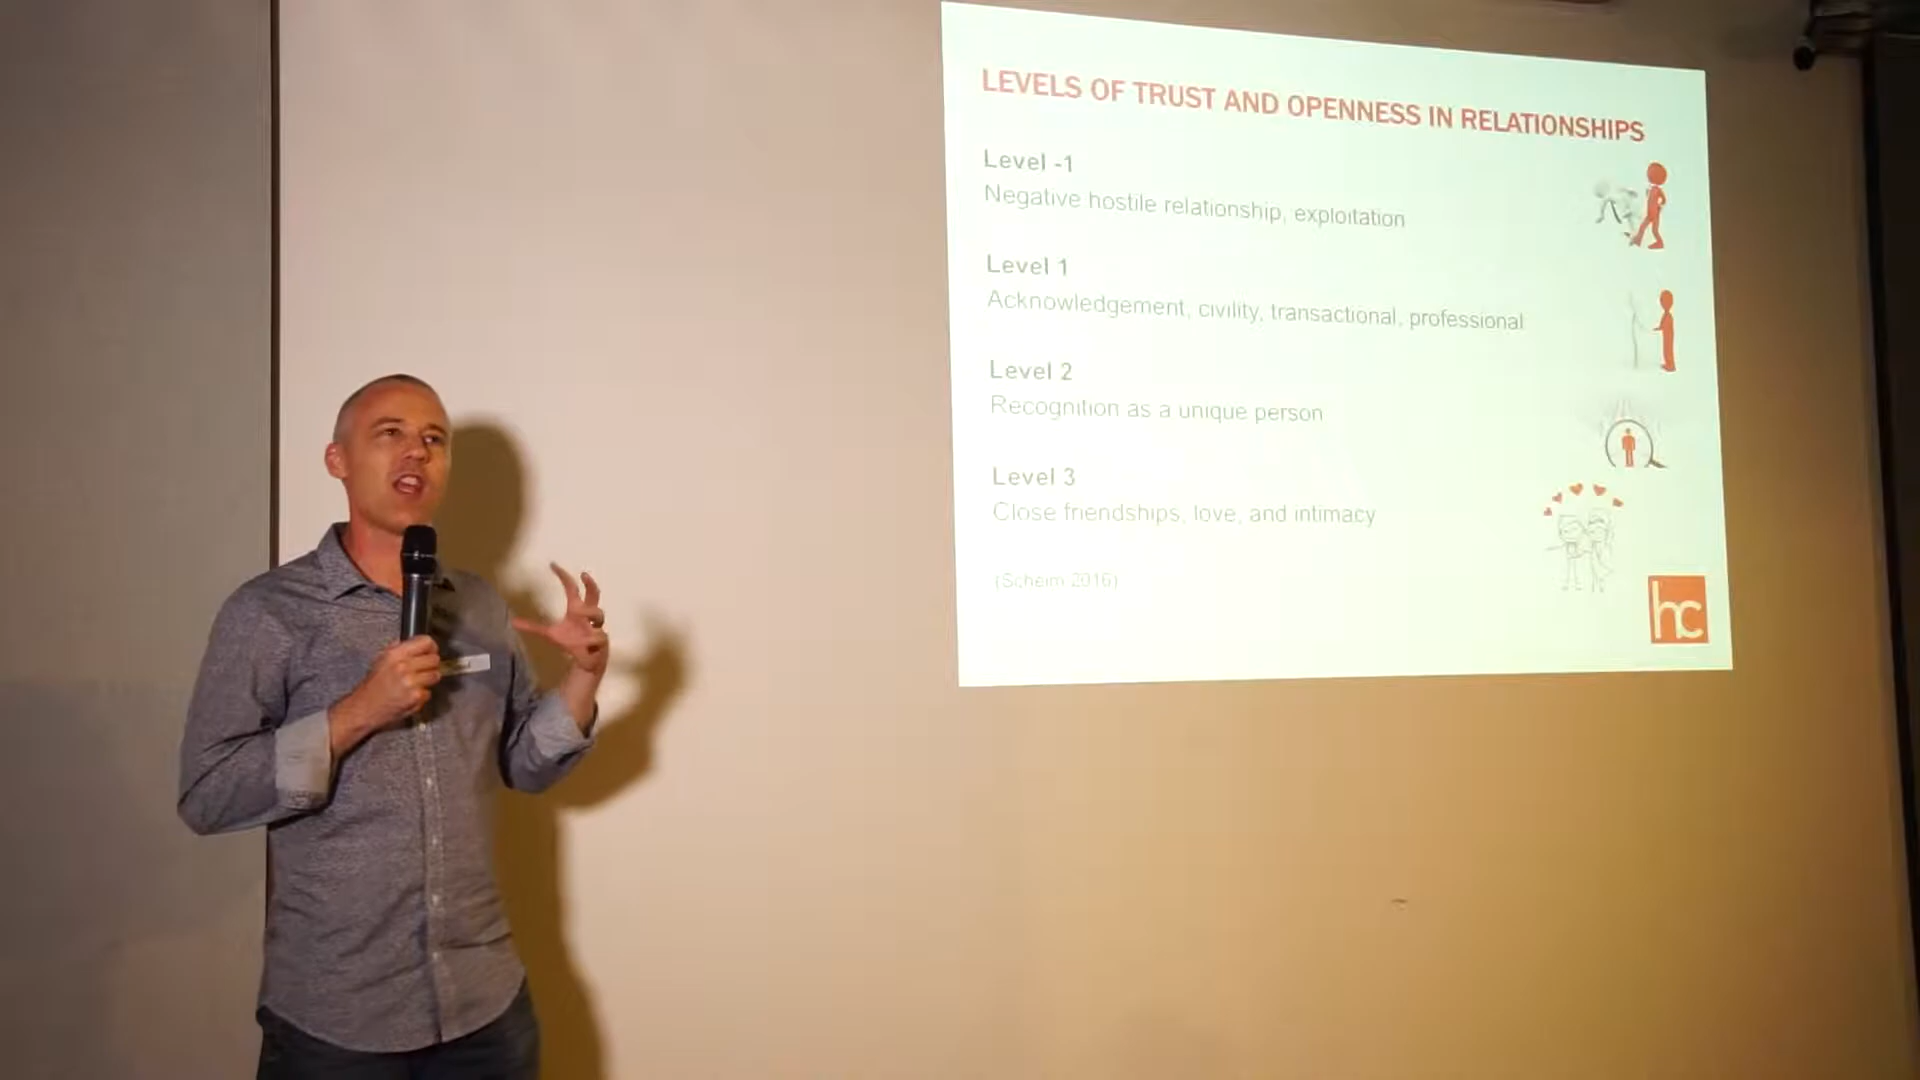 LEVELS OF TRUST AND OPENNESS IN RELATIONSHIPS
Level -1
Negative hostile relationship, exploitation
Level 1
Acknowledgement, civility, transactional, professional
Level 2
Recognition as a unique person
Level 3
Close friendships, love, and intimacy
(Scheim 2016)
hc